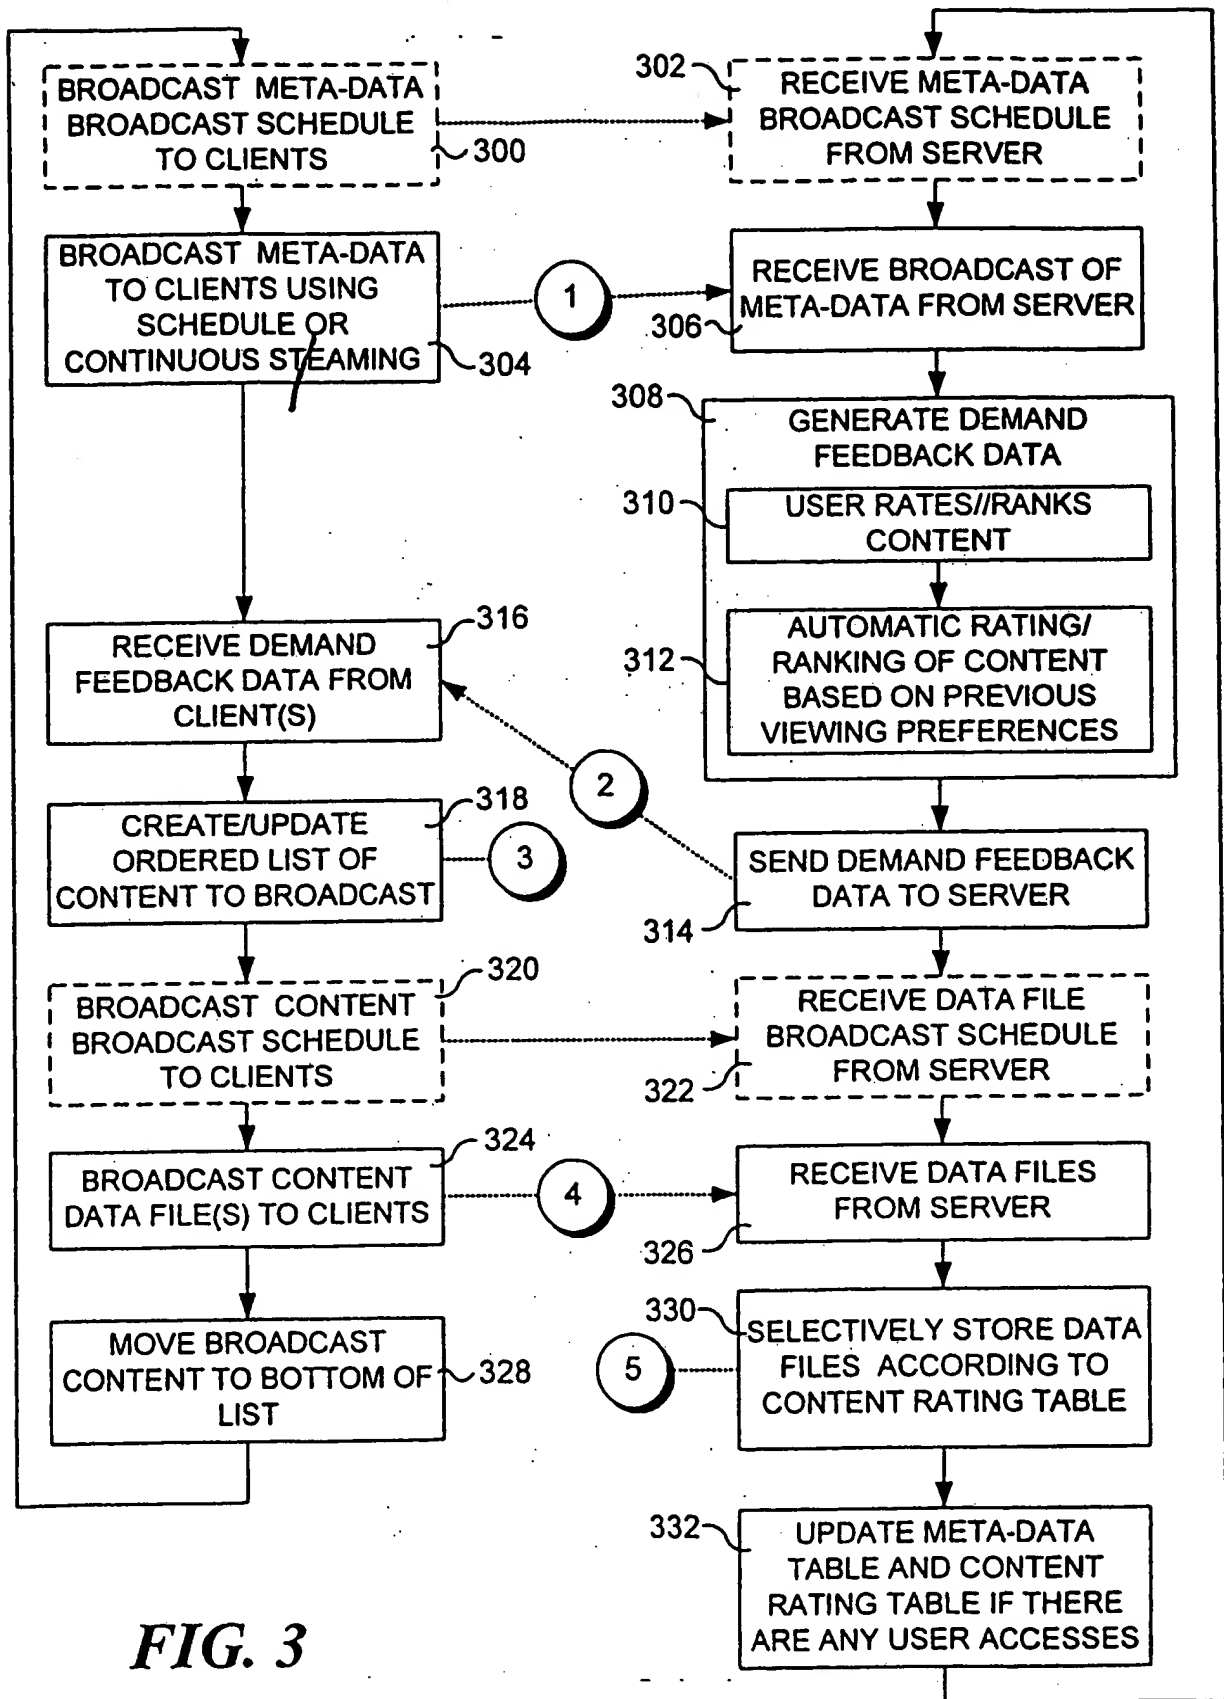 BROADCAST META-DATA
BROADCAST SCHEDULE
TO CLIENTS
300
302
RECEIVE META-DATA
BROADCAST SCHEDULE
FROM SERVER
BROADCAST META-DATA
TO CLIENTS USING
SCHEDULE OR
CONTINUOUS STEAMING
304
1
RECEIVE BROADCAST OF
META-DATA FROM SERVER
306
308
GENERATE DEMAND
FEEDBACK DATA
310
USER RATES//RANKS
CONTENT
312
AUTOMATIC RATING/
RANKING OF CONTENT
BASED ON PREVIOUS
VIEWING PREFERENCES
316
RECEIVE DEMAND
FEEDBACK DATA FROM
CLIENT(S)
2
318
CREATE/UPDATE
ORDERED LIST OF
CONTENT TO BROADCAST
3
SEND DEMAND FEEDBACK
DATA TO SERVER
314
320
BROADCAST CONTENT
BROADCAST SCHEDULE
TO CLIENTS
RECEIVE DATA FILE
BROADCAST SCHEDULE
FROM SERVER
322
324
BROADCAST CONTENT
DATA FILE(S) TO CLIENTS
4
RECEIVE DATA FILES
FROM SERVER
326
MOVE BROADCAST
CONTENT TO BOTTOM OF
LIST
328
330
SELECTIVELY STORE DATA
FILES ACCORDING TO
CONTENT RATING TABLE
5
332
UPDATE META-DATA
TABLE AND CONTENT
RATING TABLE IF THERE
ARE ANY USER ACCESSES
FIG. 3